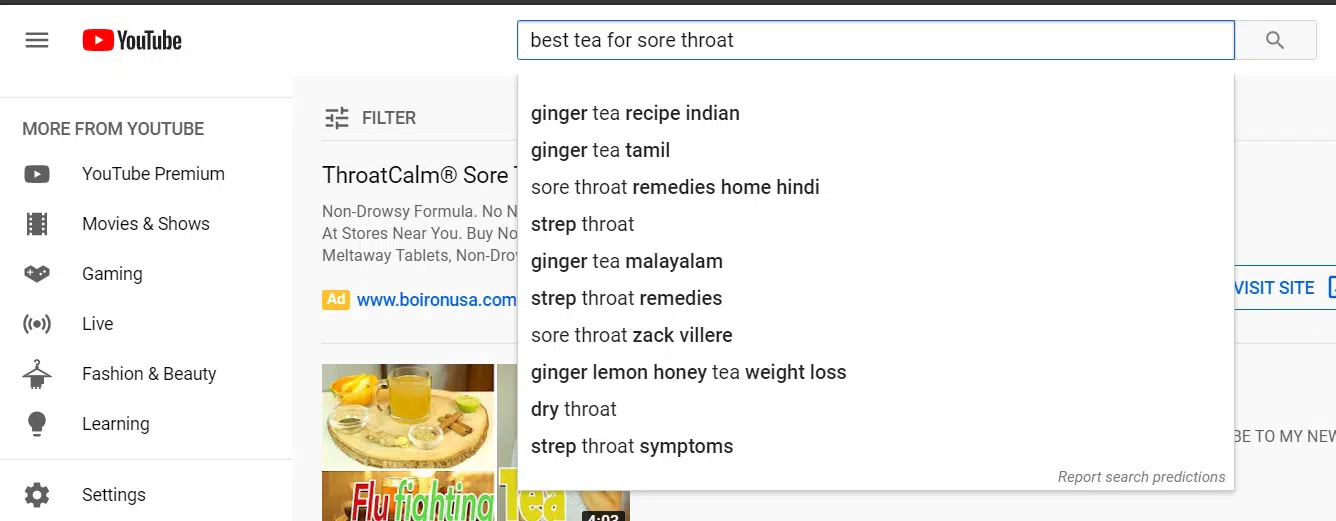 YouTube
best tea for sore throat
ginger tea recipe indian
ginger tea tamil
sore throat remedies home hindi
strep throat
ginger tea malayalam
strep throat remedies
sore throat zack villere
ginger lemon honey tea weight loss
dry throat
strep throat symptoms
Report search predictions
MORE FROM YOUTUBE
YouTube Premium
Movies & Shows
Gaming
Live
Fashion & Beauty
Learning
Settings
FILTER
ThroatCalm® Sore
Non-Drowsy Formula. No N
At Stores Near You. Buy No
Meltaway Tablets, Non-Dro
Ad www.boironusa.com
VISIT SITE
BE TO MY NEW
Flu fighting Tea
4:03